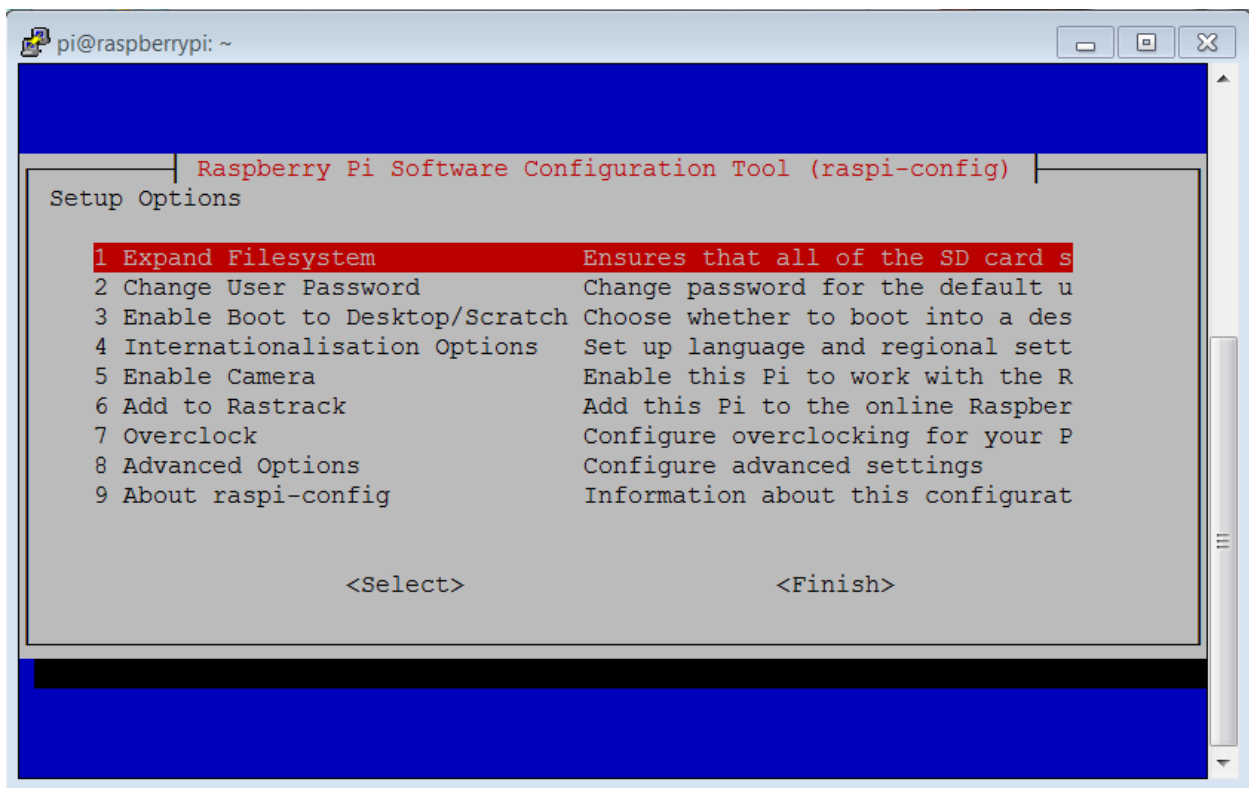 pi@raspberrypi: ~
Raspberry Pi Software Configuration Tool (raspi-config)
Setup Options
1 Expand Filesystem Ensures that all of the SD card s
2 Change User Password Change password for the default u
3 Enable Boot to Desktop/Scratch Choose whether to boot into a des
4 Internationalisation Options Set up language and regional sett
5 Enable Camera Enable this Pi to work with the R
6 Add to Rastrack Add this Pi to the online Raspber
7 Overclock Configure overclocking for your P
8 Advanced Options Configure advanced settings
9 About raspi-config Information about this configurat
<Select> <Finish>